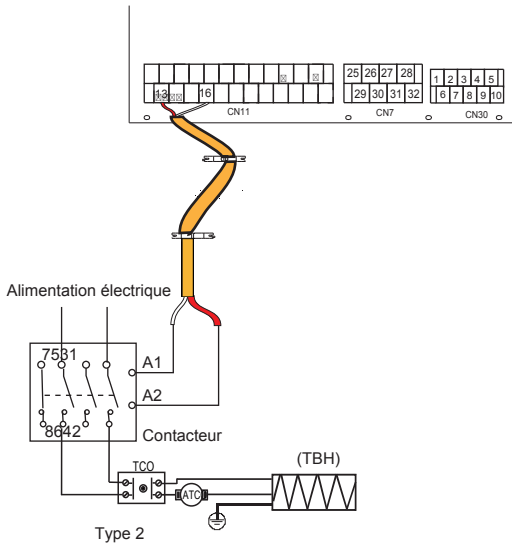 13 16
25 26 27 28
29 30 31 32
1 2 3 4 5
6 7 8 9 10
CN11
CN7
CN30
Alimentation électrique
7531
A1
A2
8642
Contacteur
TCO
ATC
(TBH)
Type 2